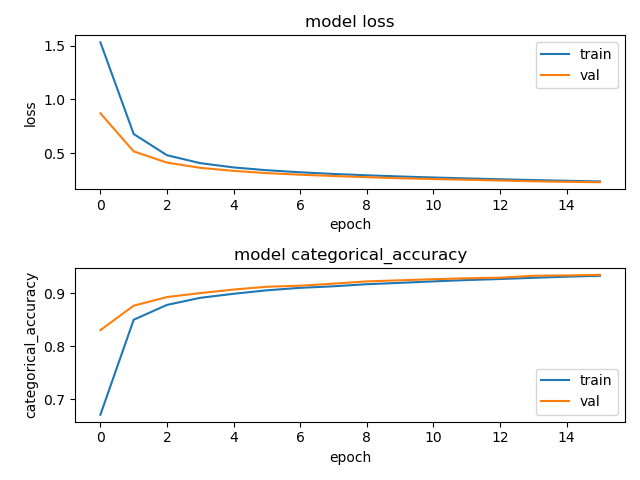 model loss
1.5
1.0
0.5
loss
train
val
0 2 4 6 8 10 12 14
epoch
model categorical_accuracy
0.9
0.8
0.7
categorical_accuracy
train
val
0 2 4 6 8 10 12 14
epoch